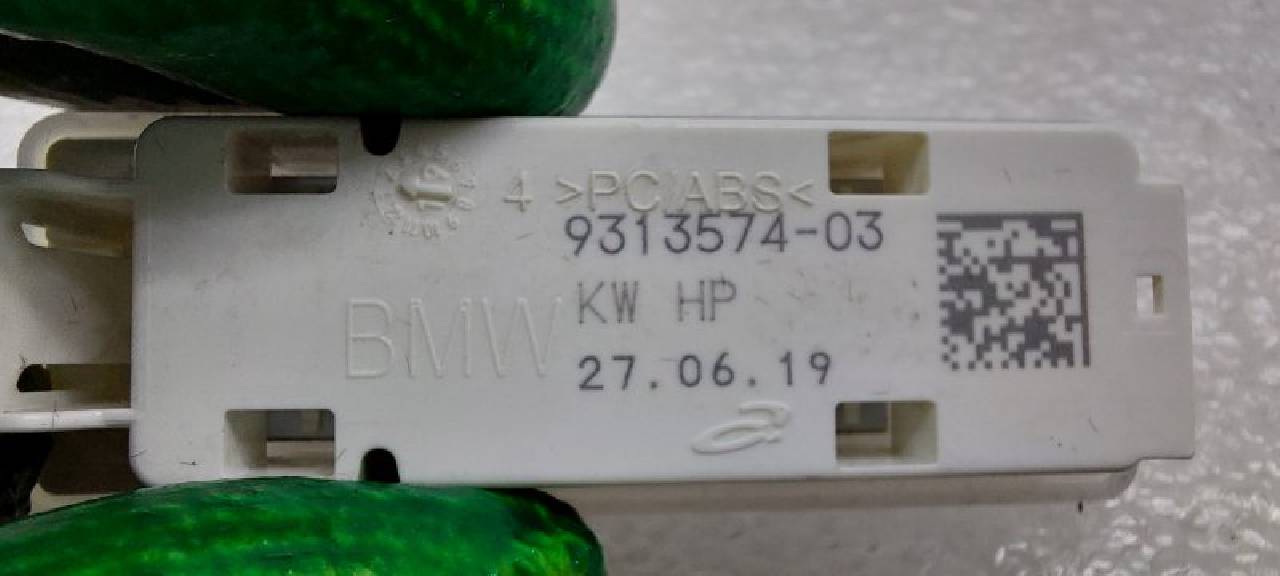 4 >PC/ABS<
9313574-03
BMW
KW HP
27.06.19